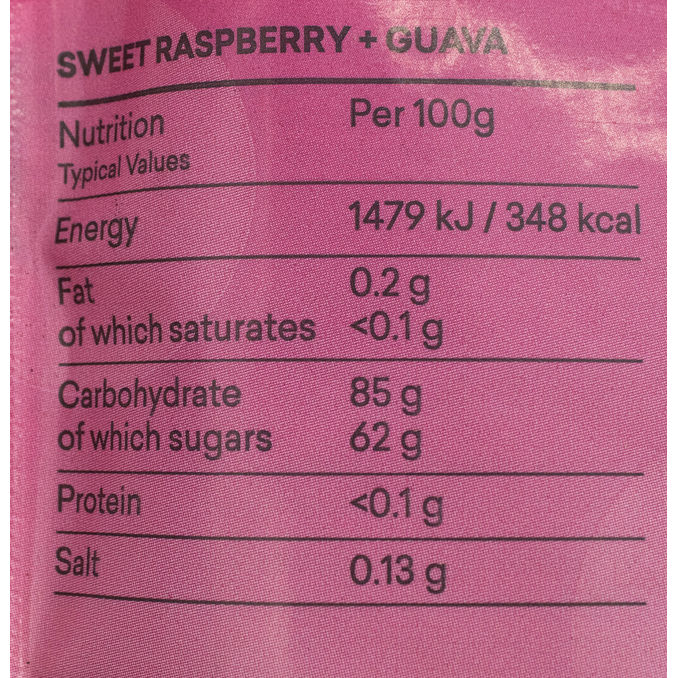 SWEET RASPBERRY + GUAVA
Nutrition Per 100g
Typical Values
Energy 1479 kJ / 348 kcal
Fat 0.2 g
of which saturates <0.1 g
Carbohydrate 85 g
of which sugars 62 g
Protein <0.1 g
Salt 0.13 g